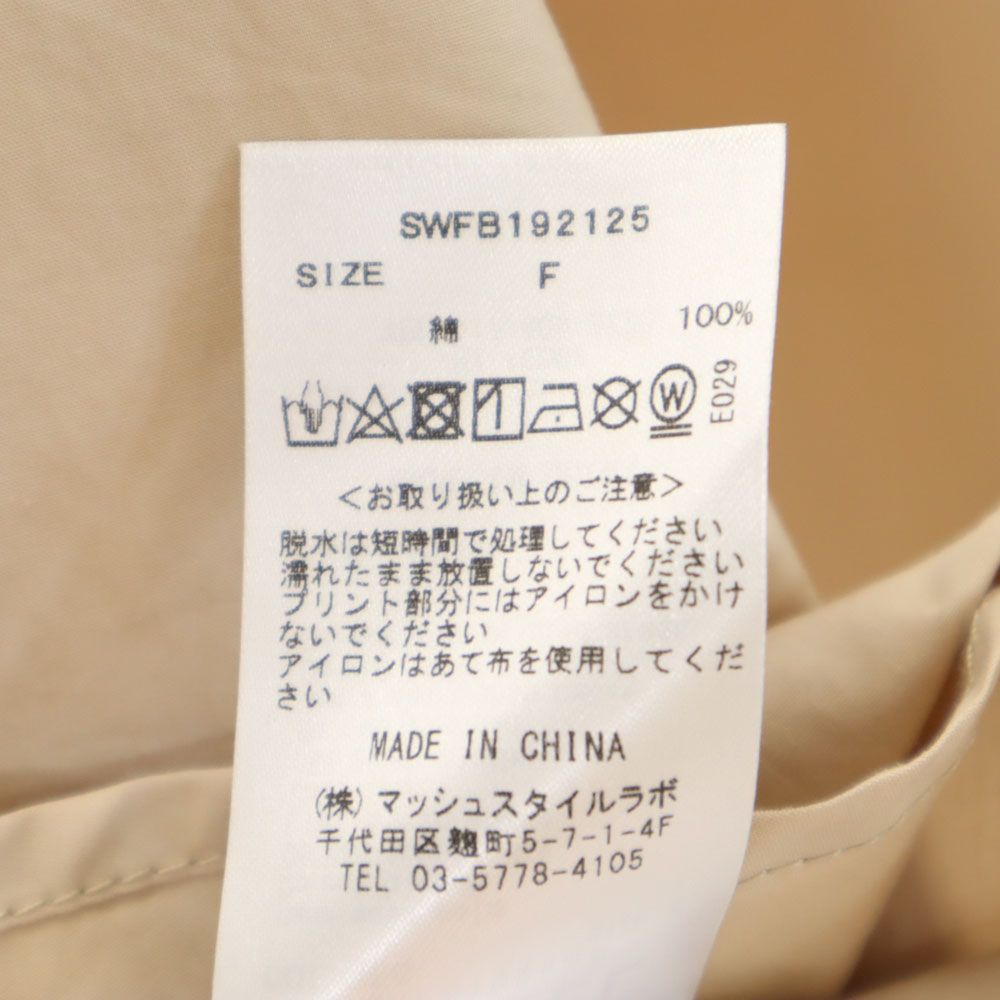 SWFB192125
SIZE F
綿 100%
W
E029
<お取り扱い上のご注意>
脱水は短時間で処理してください
濡れたまま放置しないでください
プリント部分にはアイロンをかけ
ないでください
アイロンはあて布を使用してくだ
さい
MADE IN CHINA
(株)マッシュスタイルラボ
千代田区麹町5-7-1-4F
TEL 03-5778-4105